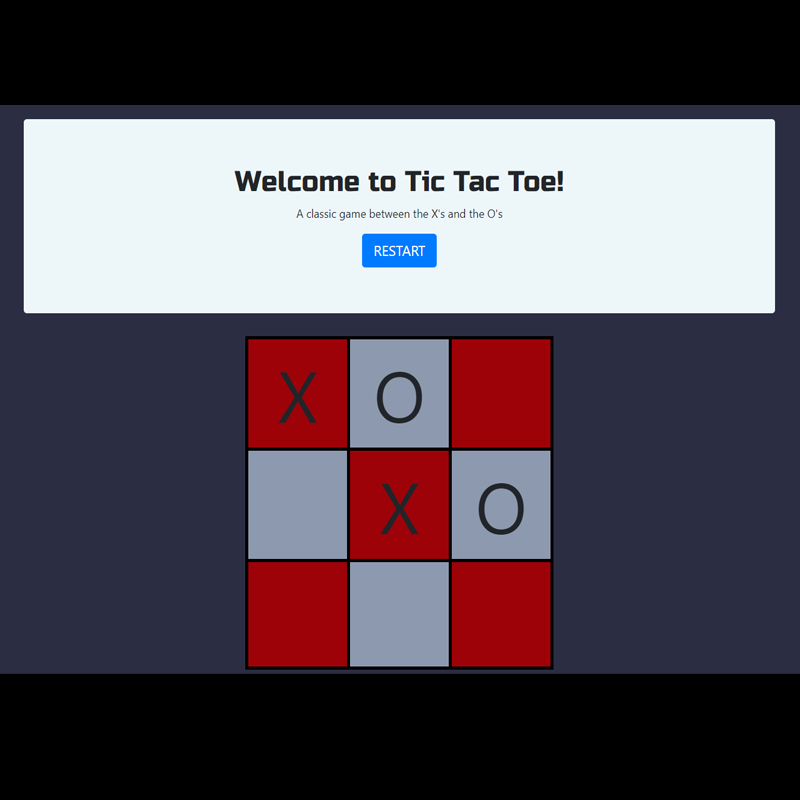 Welcome to Tic Tac Toe!
A classic game between the X's and the O's
RESTART
X O
X O